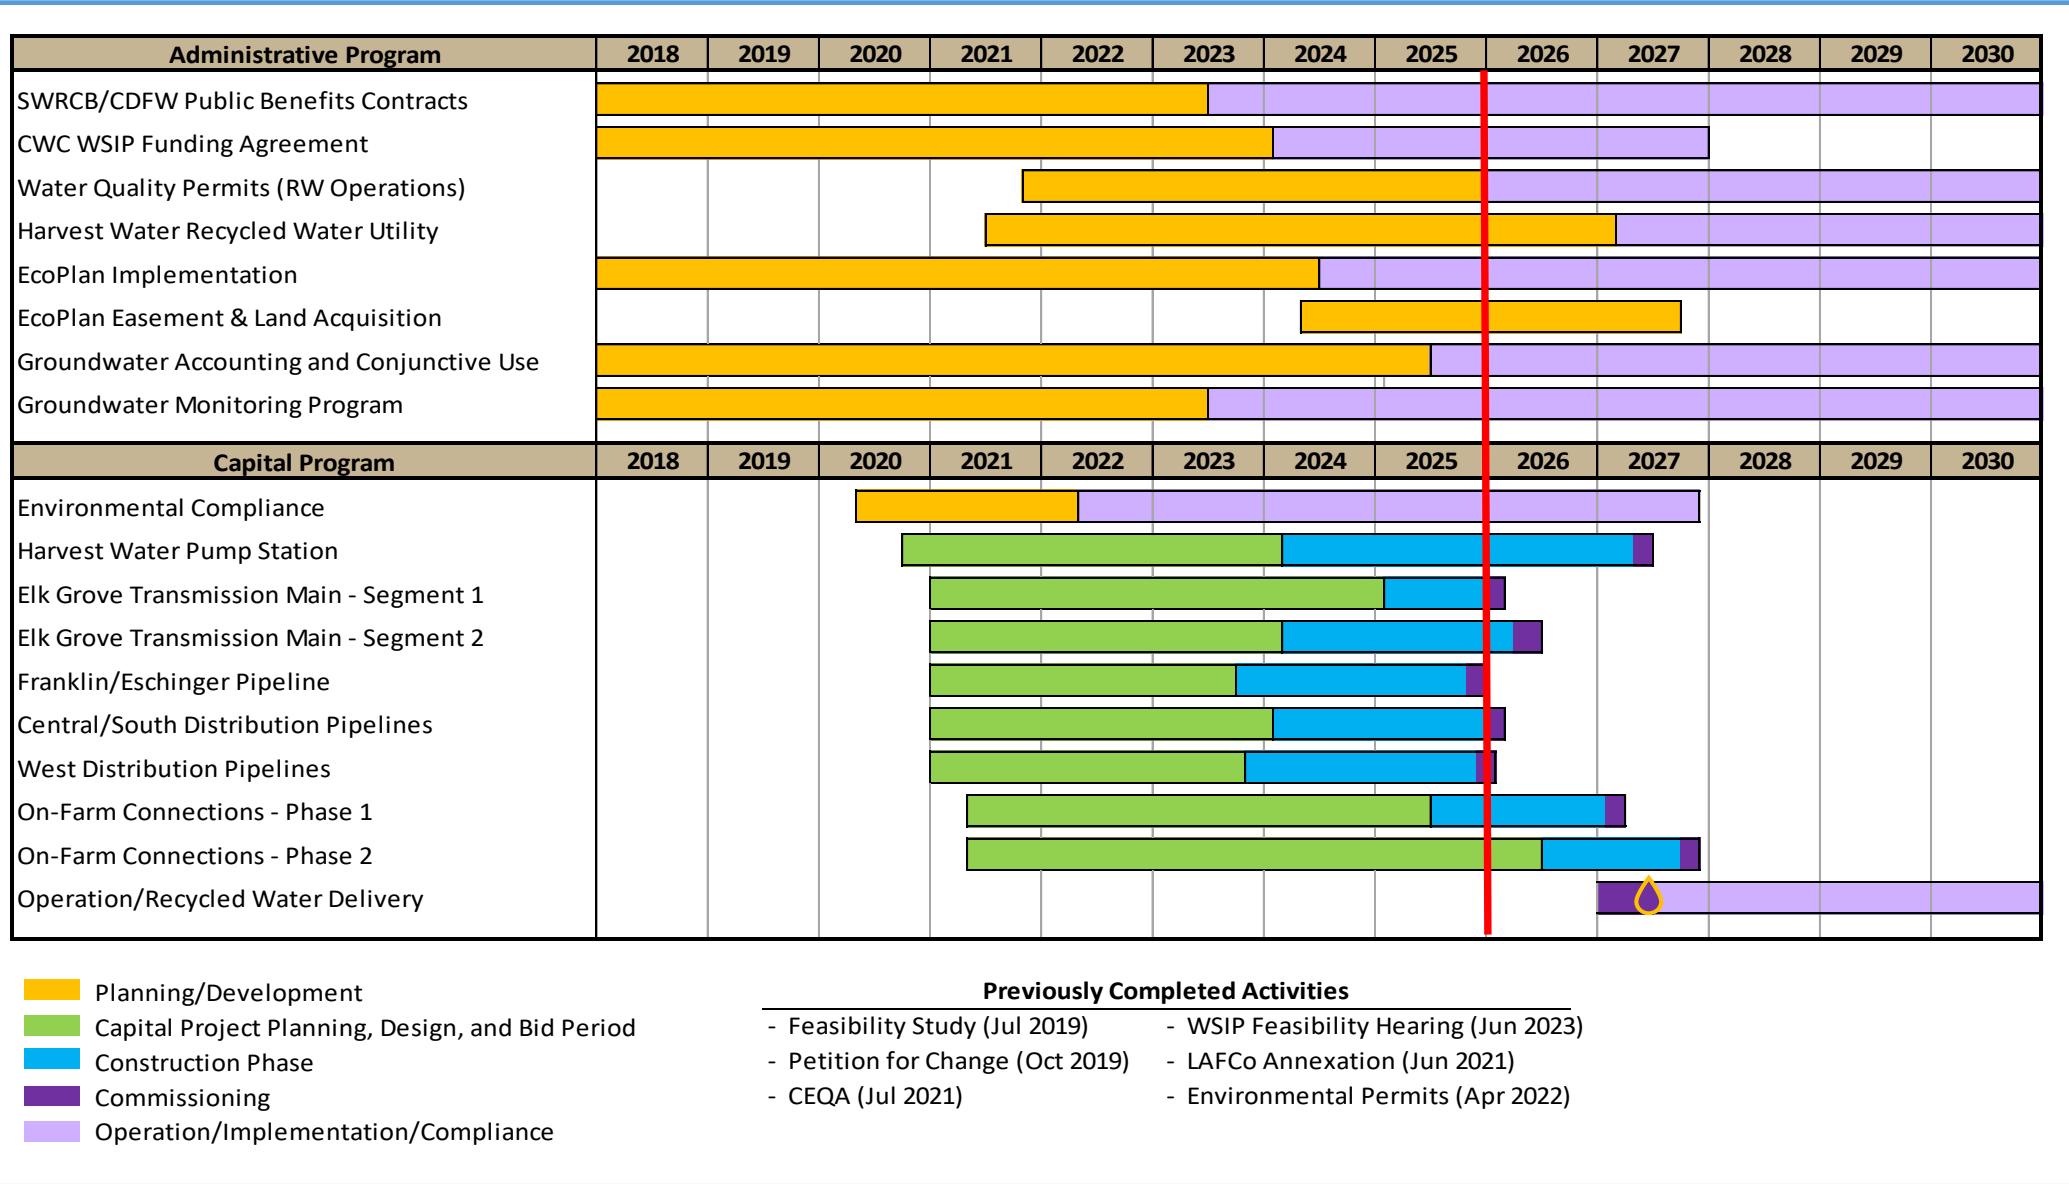 Administrative Program 2018 2019 2020 2021 2022 2023 2024 2025 2026 2027 2028 2029 2030
SWRCB/CDFW Public Benefits Contracts
CWC WSIP Funding Agreement
Water Quality Permits (RW Operations)
Harvest Water Recycled Water Utility
EcoPlan Implementation
EcoPlan Easement & Land Acquisition
Groundwater Accounting and Conjunctive Use
Groundwater Monitoring Program
Capital Program 2018 2019 2020 2021 2022 2023 2024 2025 2026 2027 2028 2029 2030
Environmental Compliance
Harvest Water Pump Station
Elk Grove Transmission Main - Segment 1
Elk Grove Transmission Main - Segment 2
Franklin/Eschinger Pipeline
Central/South Distribution Pipelines
West Distribution Pipelines
On-Farm Connections - Phase 1
On-Farm Connections - Phase 2
Operation/Recycled Water Delivery
Planning/Development
Capital Project Planning, Design, and Bid Period
Construction Phase
Commissioning
Operation/Implementation/Compliance
Previously Completed Activities
- Feasibility Study (Jul 2019)
- Petition for Change (Oct 2019)
- CEQA (Jul 2021)
- WSIP Feasibility Hearing (Jun 2023)
- LAFCo Annexation (Jun 2021)
- Environmental Permits (Apr 2022)